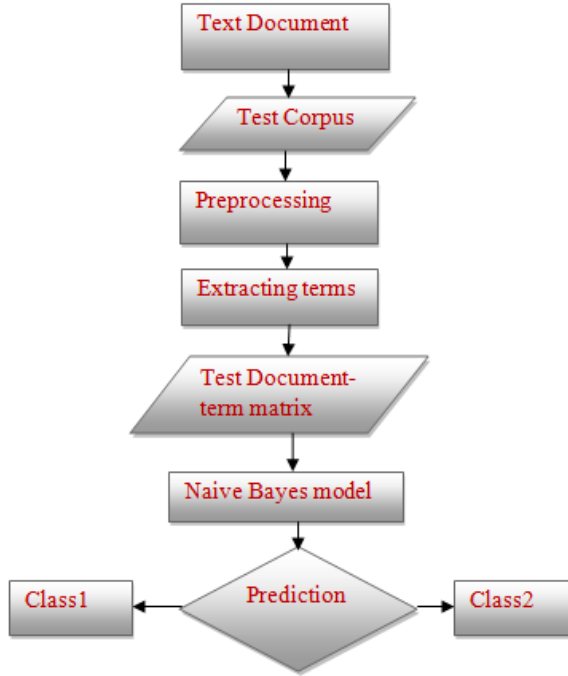 Text Document
Test Corpus
Preprocessing
Extracting terms
Test Document-
term matrix
Naive Bayes model
Prediction
Class1
Class2